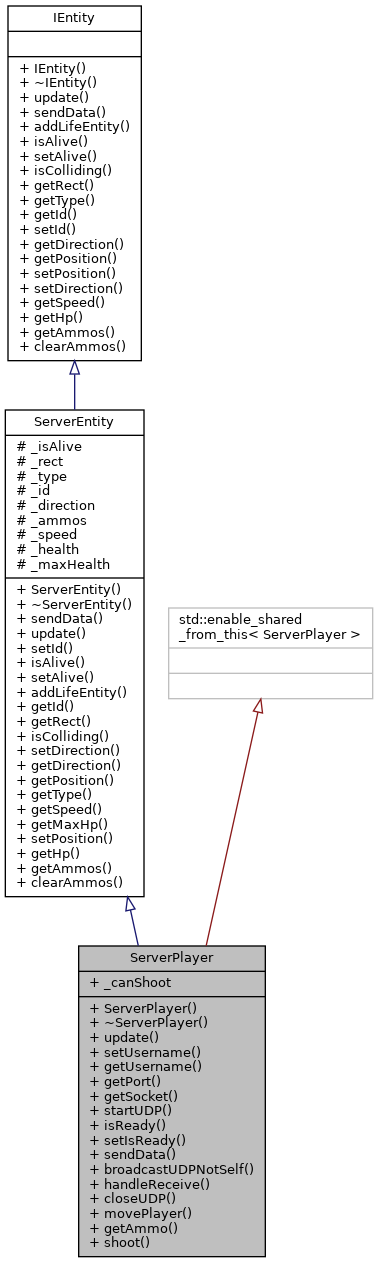 IEntity
+ IEntity()
+ ~IEntity()
+ update()
+ sendData()
+ addLifeEntity()
+ isAlive()
+ setAlive()
+ isColliding()
+ getRect()
+ getType()
+ getId()
+ setId()
+ getDirection()
+ getPosition()
+ setPosition()
+ setDirection()
+ getSpeed()
+ getHp()
+ getAmmos()
+ clearAmmos()
ServerEntity
# _isAlive
# _rect
# _type
# _id
# _direction
# _ammos
# _speed
# _health
# _maxHealth
+ ServerEntity()
+ ~ServerEntity()
+ sendData()
+ update()
+ setId()
+ isAlive()
+ setAlive()
+ addLifeEntity()
+ getId()
+ getRect()
+ isColliding()
+ setDirection()
+ getDirection()
+ getPosition()
+ getType()
+ getSpeed()
+ getMaxHp()
+ setPosition()
+ getHp()
+ getAmmos()
+ clearAmmos()
std::enable_shared
_from_this< ServerPlayer >
ServerPlayer
+ _canShoot
+ ServerPlayer()
+ ~ServerPlayer()
+ update()
+ setUsername()
+ getUsername()
+ getPort()
+ getSocket()
+ startUDP()
+ isReady()
+ setIsReady()
+ sendData()
+ broadcastUDPNotSelf()
+ handleReceive()
+ closeUDP()
+ movePlayer()
+ getAmmo()
+ shoot()